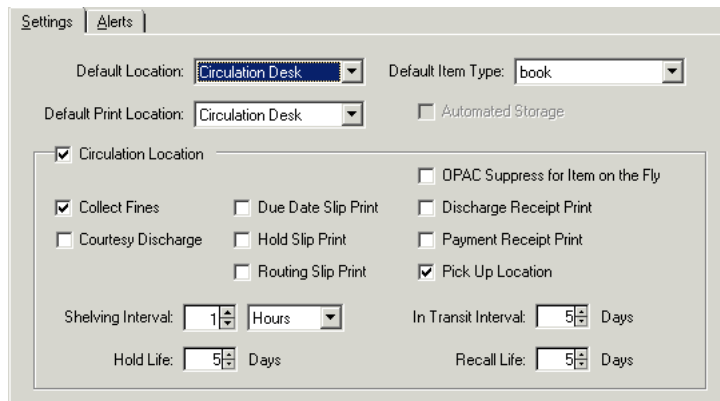 Settings Alerts
Default Location: Circulation Desk Default Item Type: book
Default Print Location: Circulation Desk Automated Storage
Circulation Location
OPAC Suppress for Item on the Fly
Collect Fines Due Date Slip Print Discharge Receipt Print
Courtesy Discharge Hold Slip Print Payment Receipt Print
Routing Slip Print Pick Up Location
Shelving Interval: 1 Hours In Transit Interval: 5 Days
Hold Life: 5 Days Recall Life: 5 Days